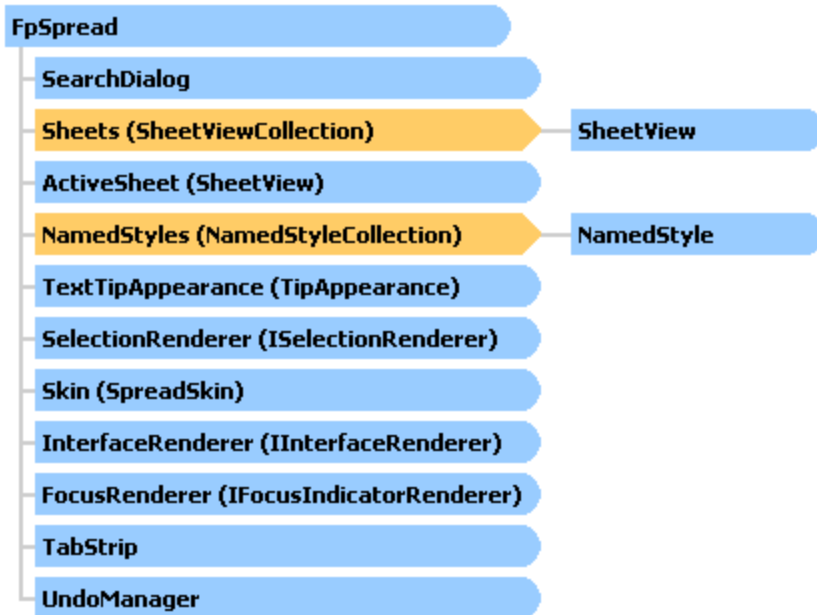 FpSpread
SearchDialog
Sheets (SheetViewCollection)
SheetView
ActiveSheet (SheetView)
NamedStyles (NamedStyleCollection)
NamedStyle
TextTipAppearance (TipAppearance)
SelectionRenderer (ISelectionRenderer)
Skin (SpreadSkin)
InterfaceRenderer (IInterfaceRenderer)
FocusRenderer (IFocusIndicatorRenderer)
TabStrip
UndoManager